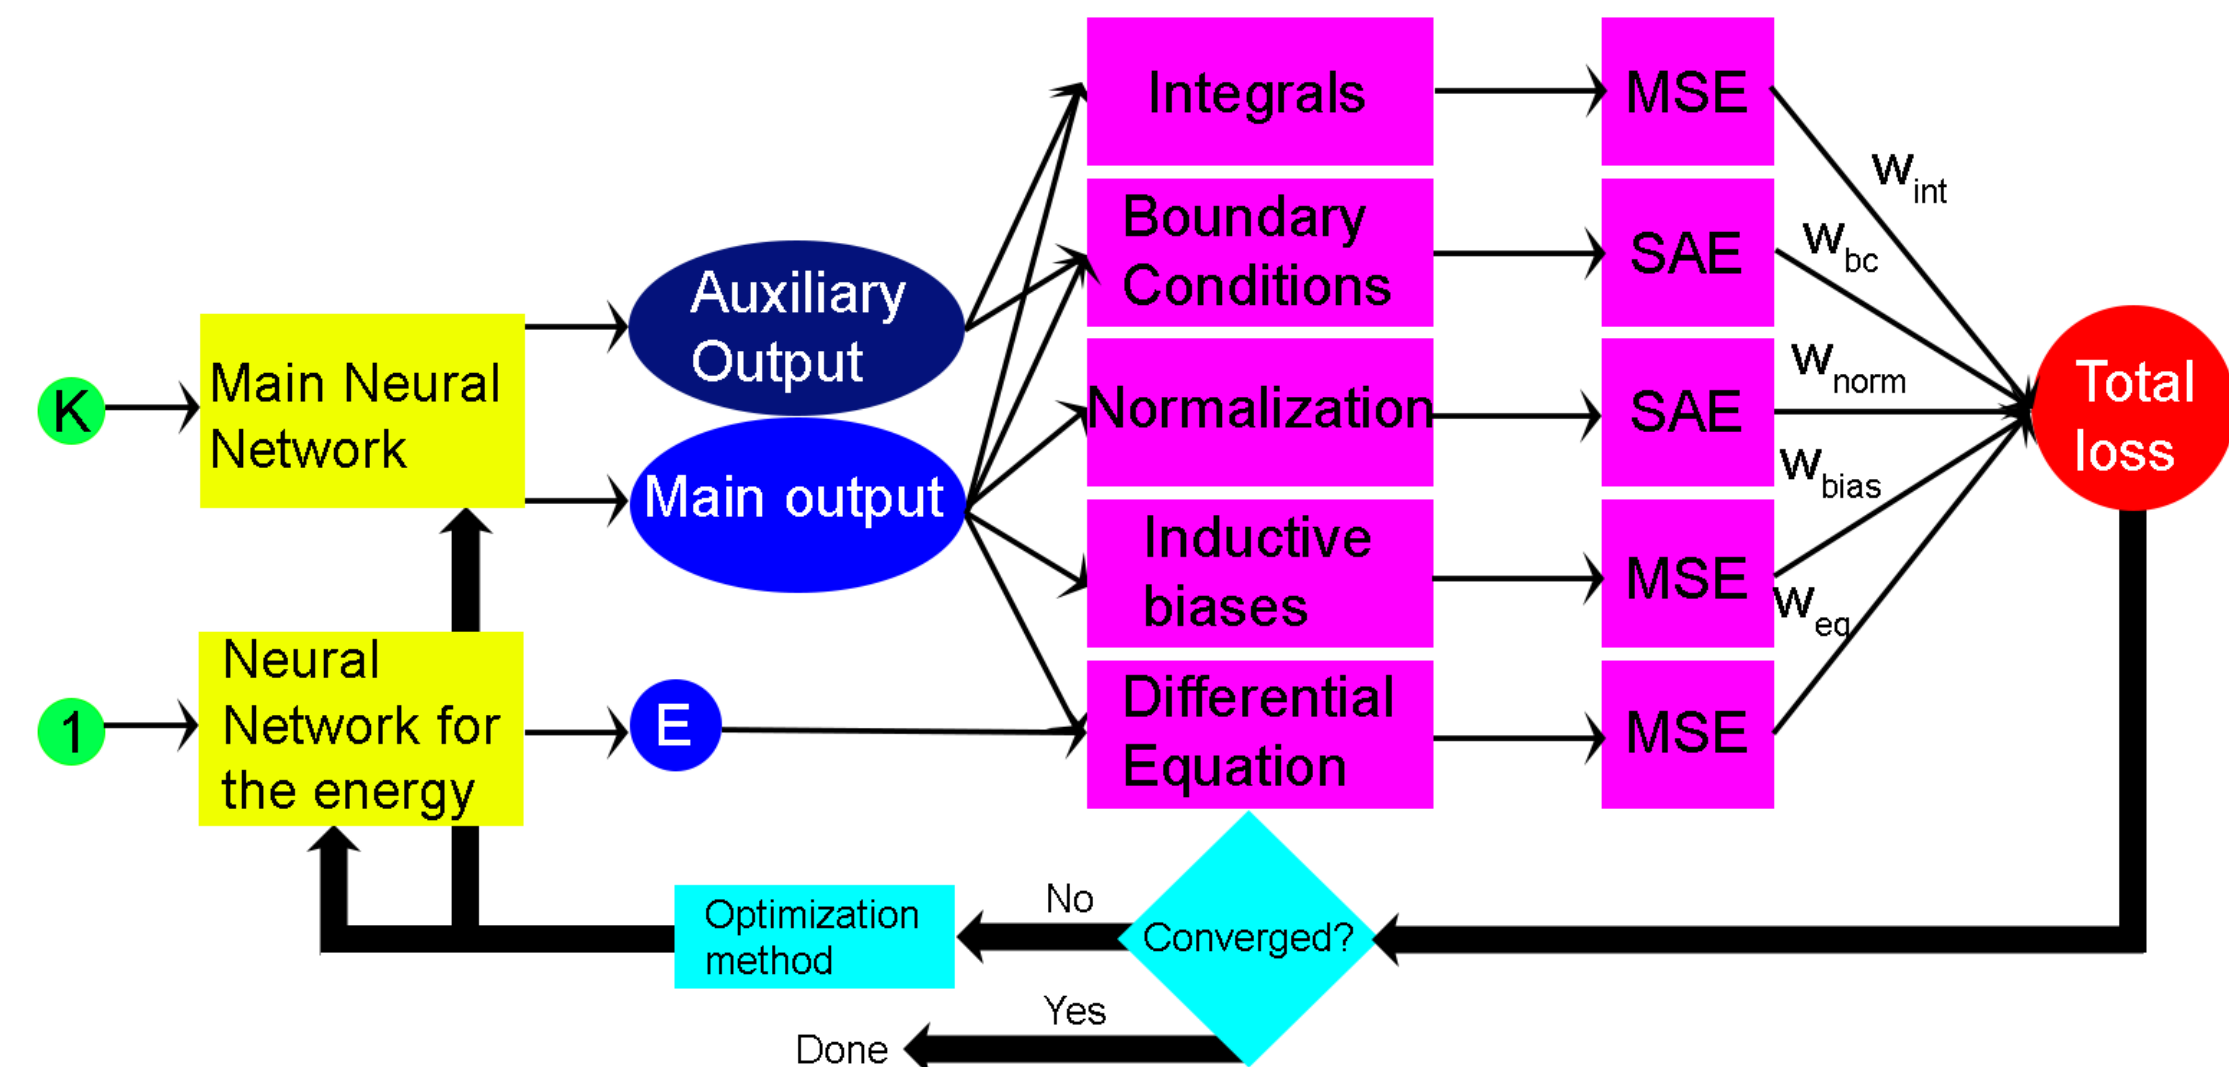 K
Main Neural
Network
1
Neural
Network for
the energy
Auxiliary
Output
Main output
E
Integrals
Boundary
Conditions
Normalization
Inductive
biases
Differential
Equation
MSE
SAE
SAE
MSE
MSE
w_int
w_bc
w_norm
w_bias
w_eq
Total
loss
Converged?
No
Optimization
method
Yes
Done